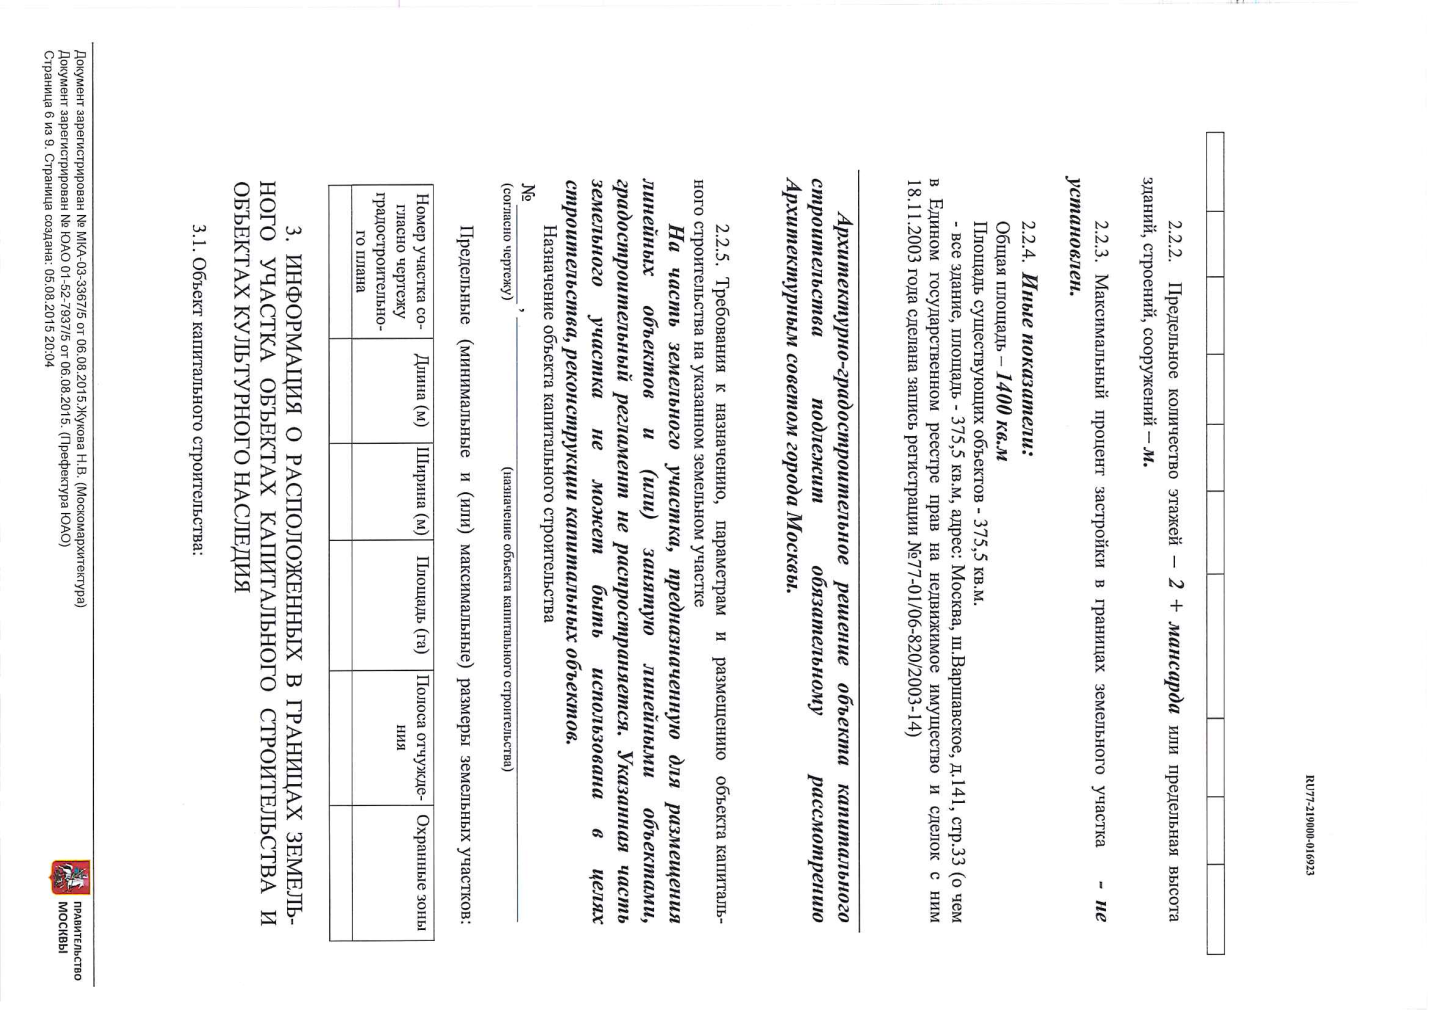 RU77-219000-016923
2.2.2. Предельное количество этажей – 2 + мансарда или предельная высота
зданий, строений, сооружений – м.
2.2.3. Максимальный процент застройки в границах земельного участка - не
установлен.
2.2.4. Иные показатели:
Общая площадь – 1400 кв.м
Площадь существующих объектов - 375,5 кв.м.
- все здание, площадь - 375,5 кв.м, адрес: Москва, ш.Варшавское, д.141, стр.33 (о чем
в Едином государственном реестре прав на недвижимое имущество и сделок с ним
18.11.2003 года сделана запись регистрации №77-01/06-820/2003-14)
Архитектурно-градостроительное решение объекта капитального
строительства подлежит обязательному рассмотрению
Архитектурным советом города Москвы.
2.2.5. Требования к назначению, параметрам и размещению объекта капиталь-
ного строительства на указанном земельном участке
На часть земельного участка, предназначенную для размещения
линейных объектов и (или) занятую линейными объектами,
градостроительный регламент не распространяется. Указанная часть
земельного участка не может быть использована в целях
строительства, реконструкции капитальных объектов.
Назначение объекта капитального строительства
№ ,
(согласно чертежу) (назначение объекта капитального строительства)
Предельные (минимальные и (или) максимальные) размеры земельных участков:
Номер участка со- Длина (м) Ширина (м) Площадь (га) Полоса отчужде- Охранные зоны
гласно чертежу ния
градостроительно-
го плана
3. ИНФОРМАЦИЯ О РАСПОЛОЖЕННЫХ В ГРАНИЦАХ ЗЕМЕЛЬ-
НОГО УЧАСТКА ОБЪЕКТАХ КАПИТАЛЬНОГО СТРОИТЕЛЬСТВА И
ОБЪЕКТАХ КУЛЬТУРНОГО НАСЛЕДИЯ
3.1. Объект капитального строительства:
Документ зарегистрирован № МКА-03-3367/5 от 06.08.2015.Жукова Н.В. (Москомархитектура)
Документ зарегистрирован № ЮАО 01-52-7937/5 от 06.08.2015. (Префектура ЮАО)
Страница 6 из 9. Страница создана: 05.08.2015 20:04
ПРАВИТЕЛЬСТВО
МОСКВЫ